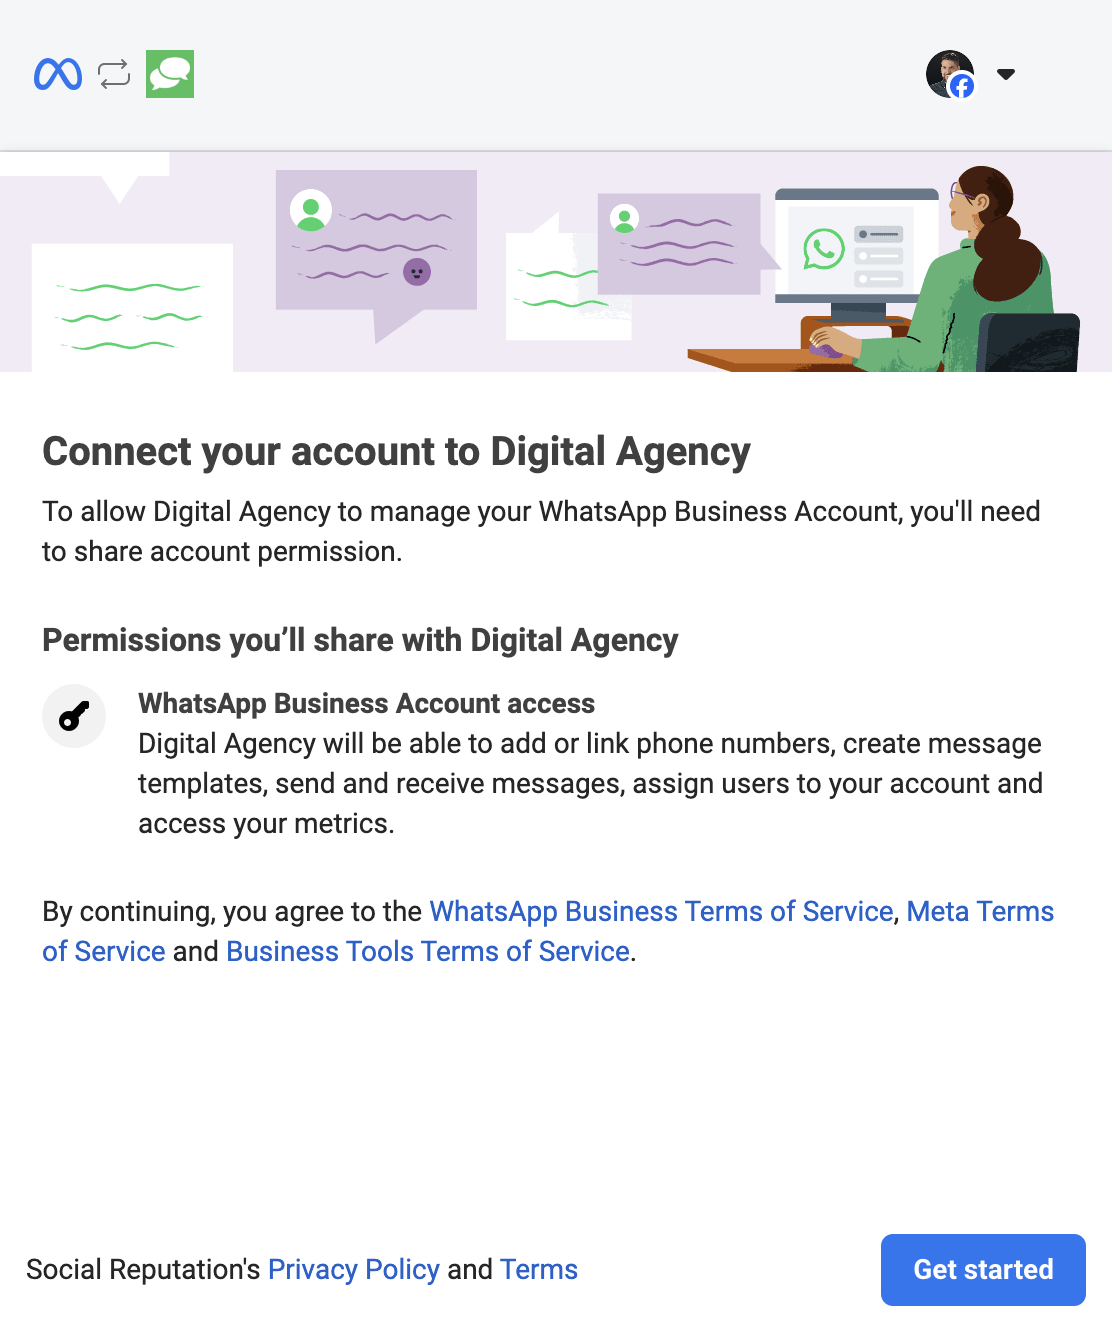 Connect your account to Digital Agency
To allow Digital Agency to manage your WhatsApp Business Account, you'll need
to share account permission.
Permissions you’ll share with Digital Agency
WhatsApp Business Account access
Digital Agency will be able to add or link phone numbers, create message
templates, send and receive messages, assign users to your account and
access your metrics.
By continuing, you agree to the WhatsApp Business Terms of Service, Meta Terms
of Service and Business Tools Terms of Service.
Social Reputation's Privacy Policy and Terms
Get started